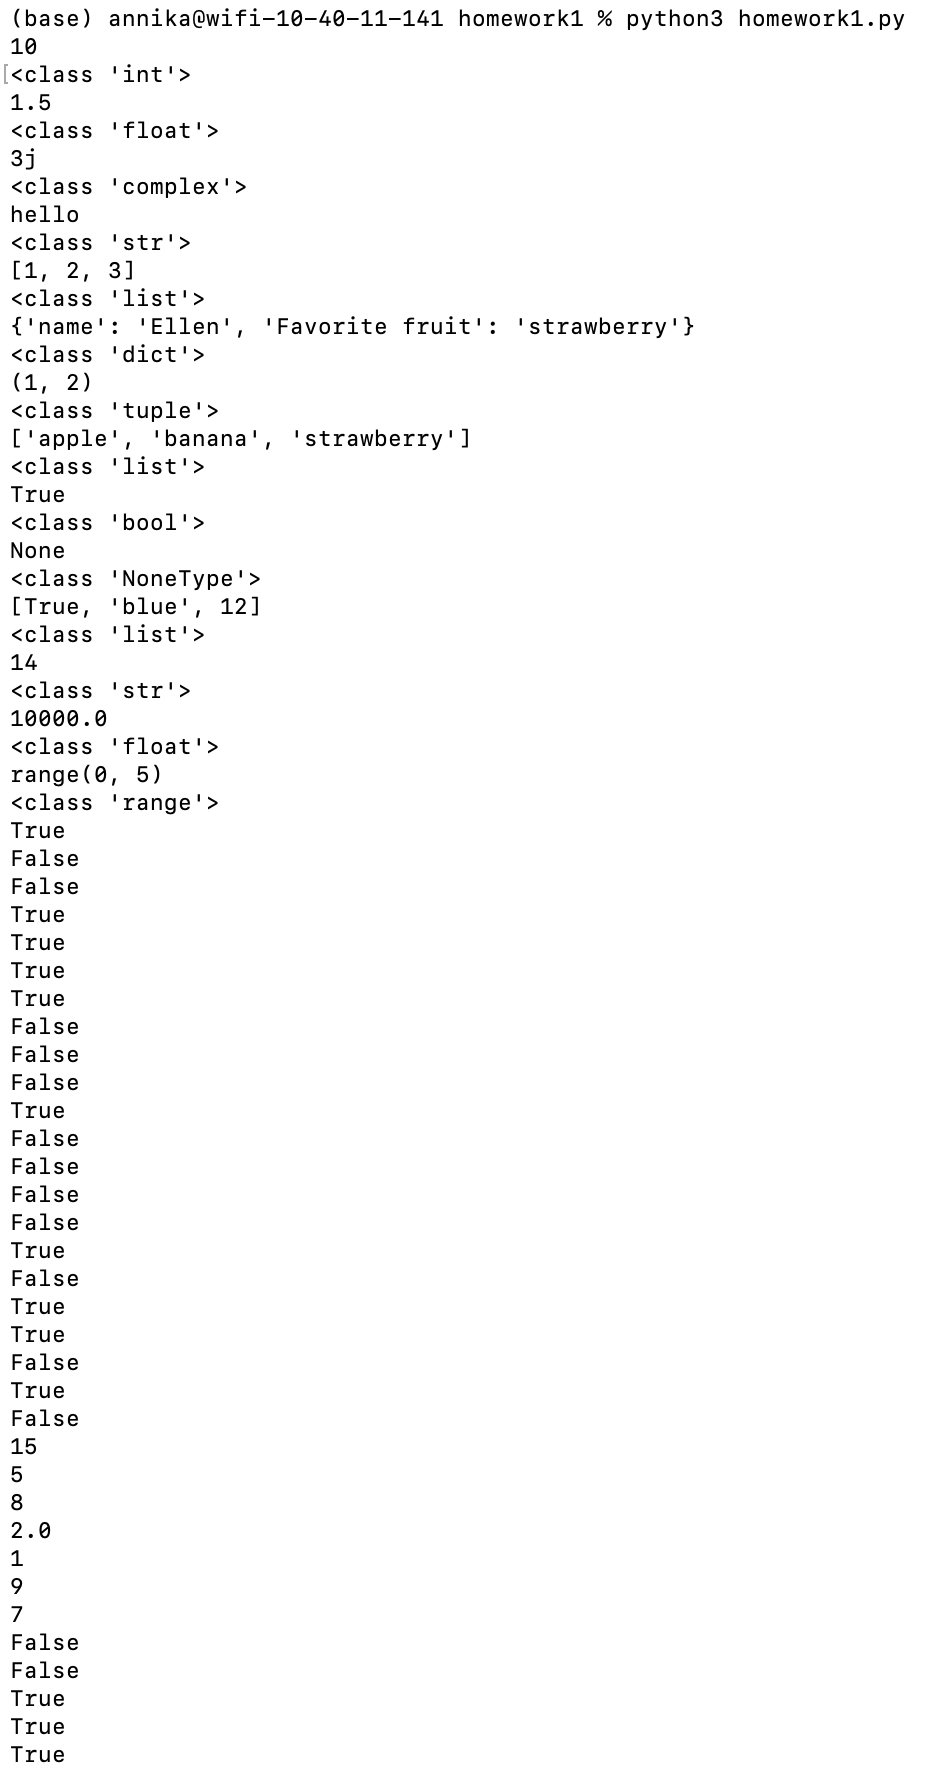 (base) annika@wifi-10-40-11-141 homework1 % python3 homework1.py
10
[<class 'int'>
1.5
<class 'float'>
3j
<class 'complex'>
hello
<class 'str'>
[1, 2, 3]
<class 'list'>
{'name': 'Ellen', 'Favorite fruit': 'strawberry'}
<class 'dict'>
(1, 2)
<class 'tuple'>
['apple', 'banana', 'strawberry']
<class 'list'>
True
<class 'bool'>
None
<class 'NoneType'>
[True, 'blue', 12]
<class 'list'>
14
<class 'str'>
10000.0
<class 'float'>
range(0, 5)
<class 'range'>
True
False
False
True
True
True
True
False
False
False
True
False
False
False
False
True
False
True
True
False
True
False
15
5
8
2.0
1
9
7
False
False
True
True
True